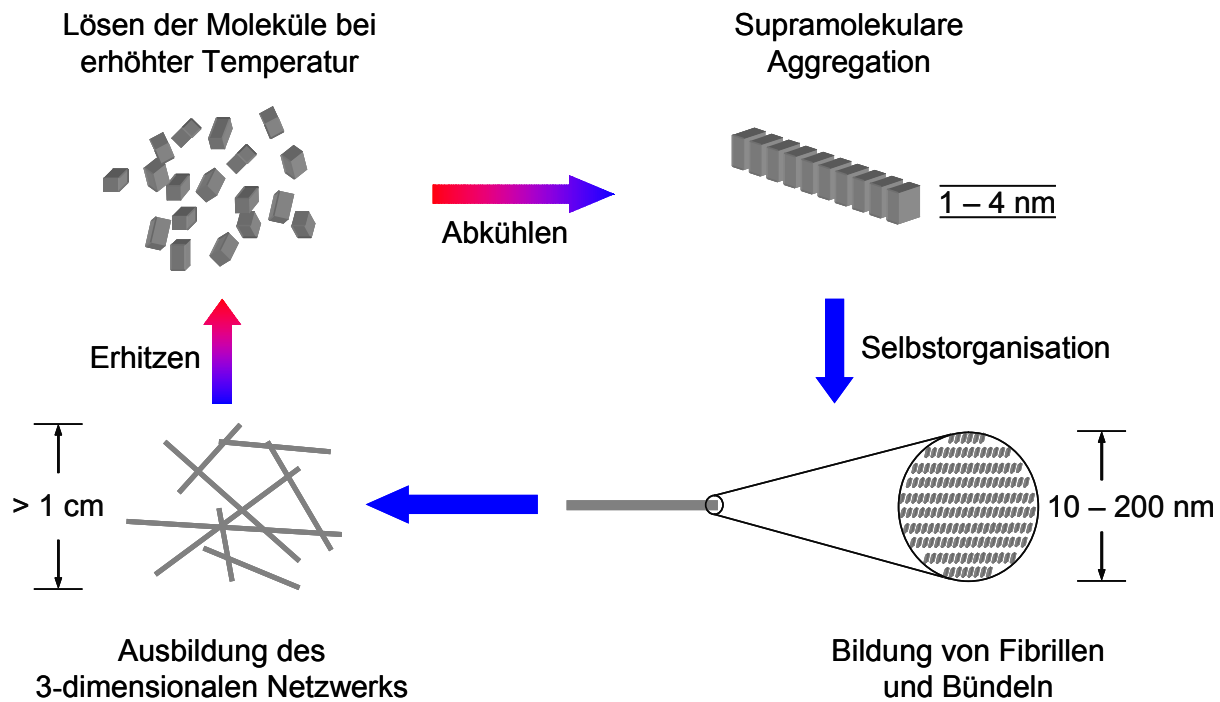 Lösen der Moleküle bei
erhöhter Temperatur
Supramolekulare
Aggregation
Abkühlen
1 – 4 nm
Erhitzen
Selbstorganisation
> 1 cm
10 – 200 nm
Ausbildung des
3-dimensionalen Netzwerks
Bildung von Fibrillen
und Bündeln